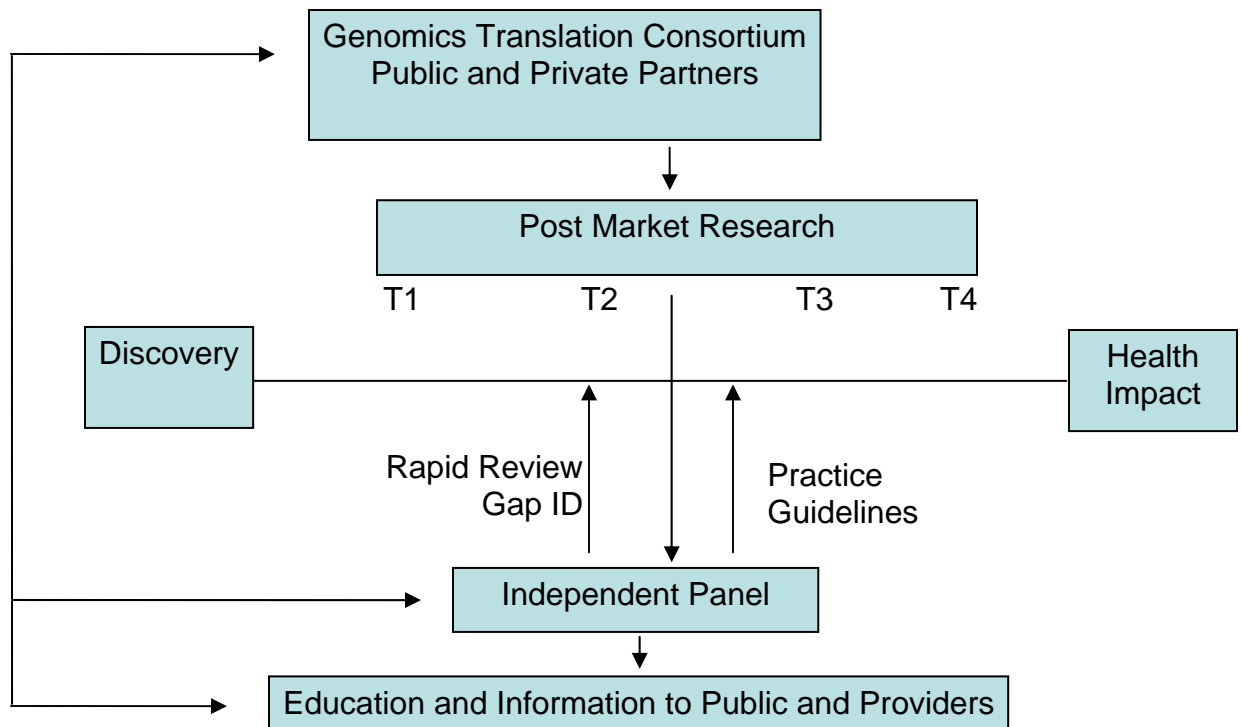 Genomics Translation Consortium
Public and Private Partners
Post Market Research
T1 T2 T3 T4
Discovery
Health
Impact
Rapid Review
Gap ID
Practice
Guidelines
Independent Panel
Education and Information to Public and Providers